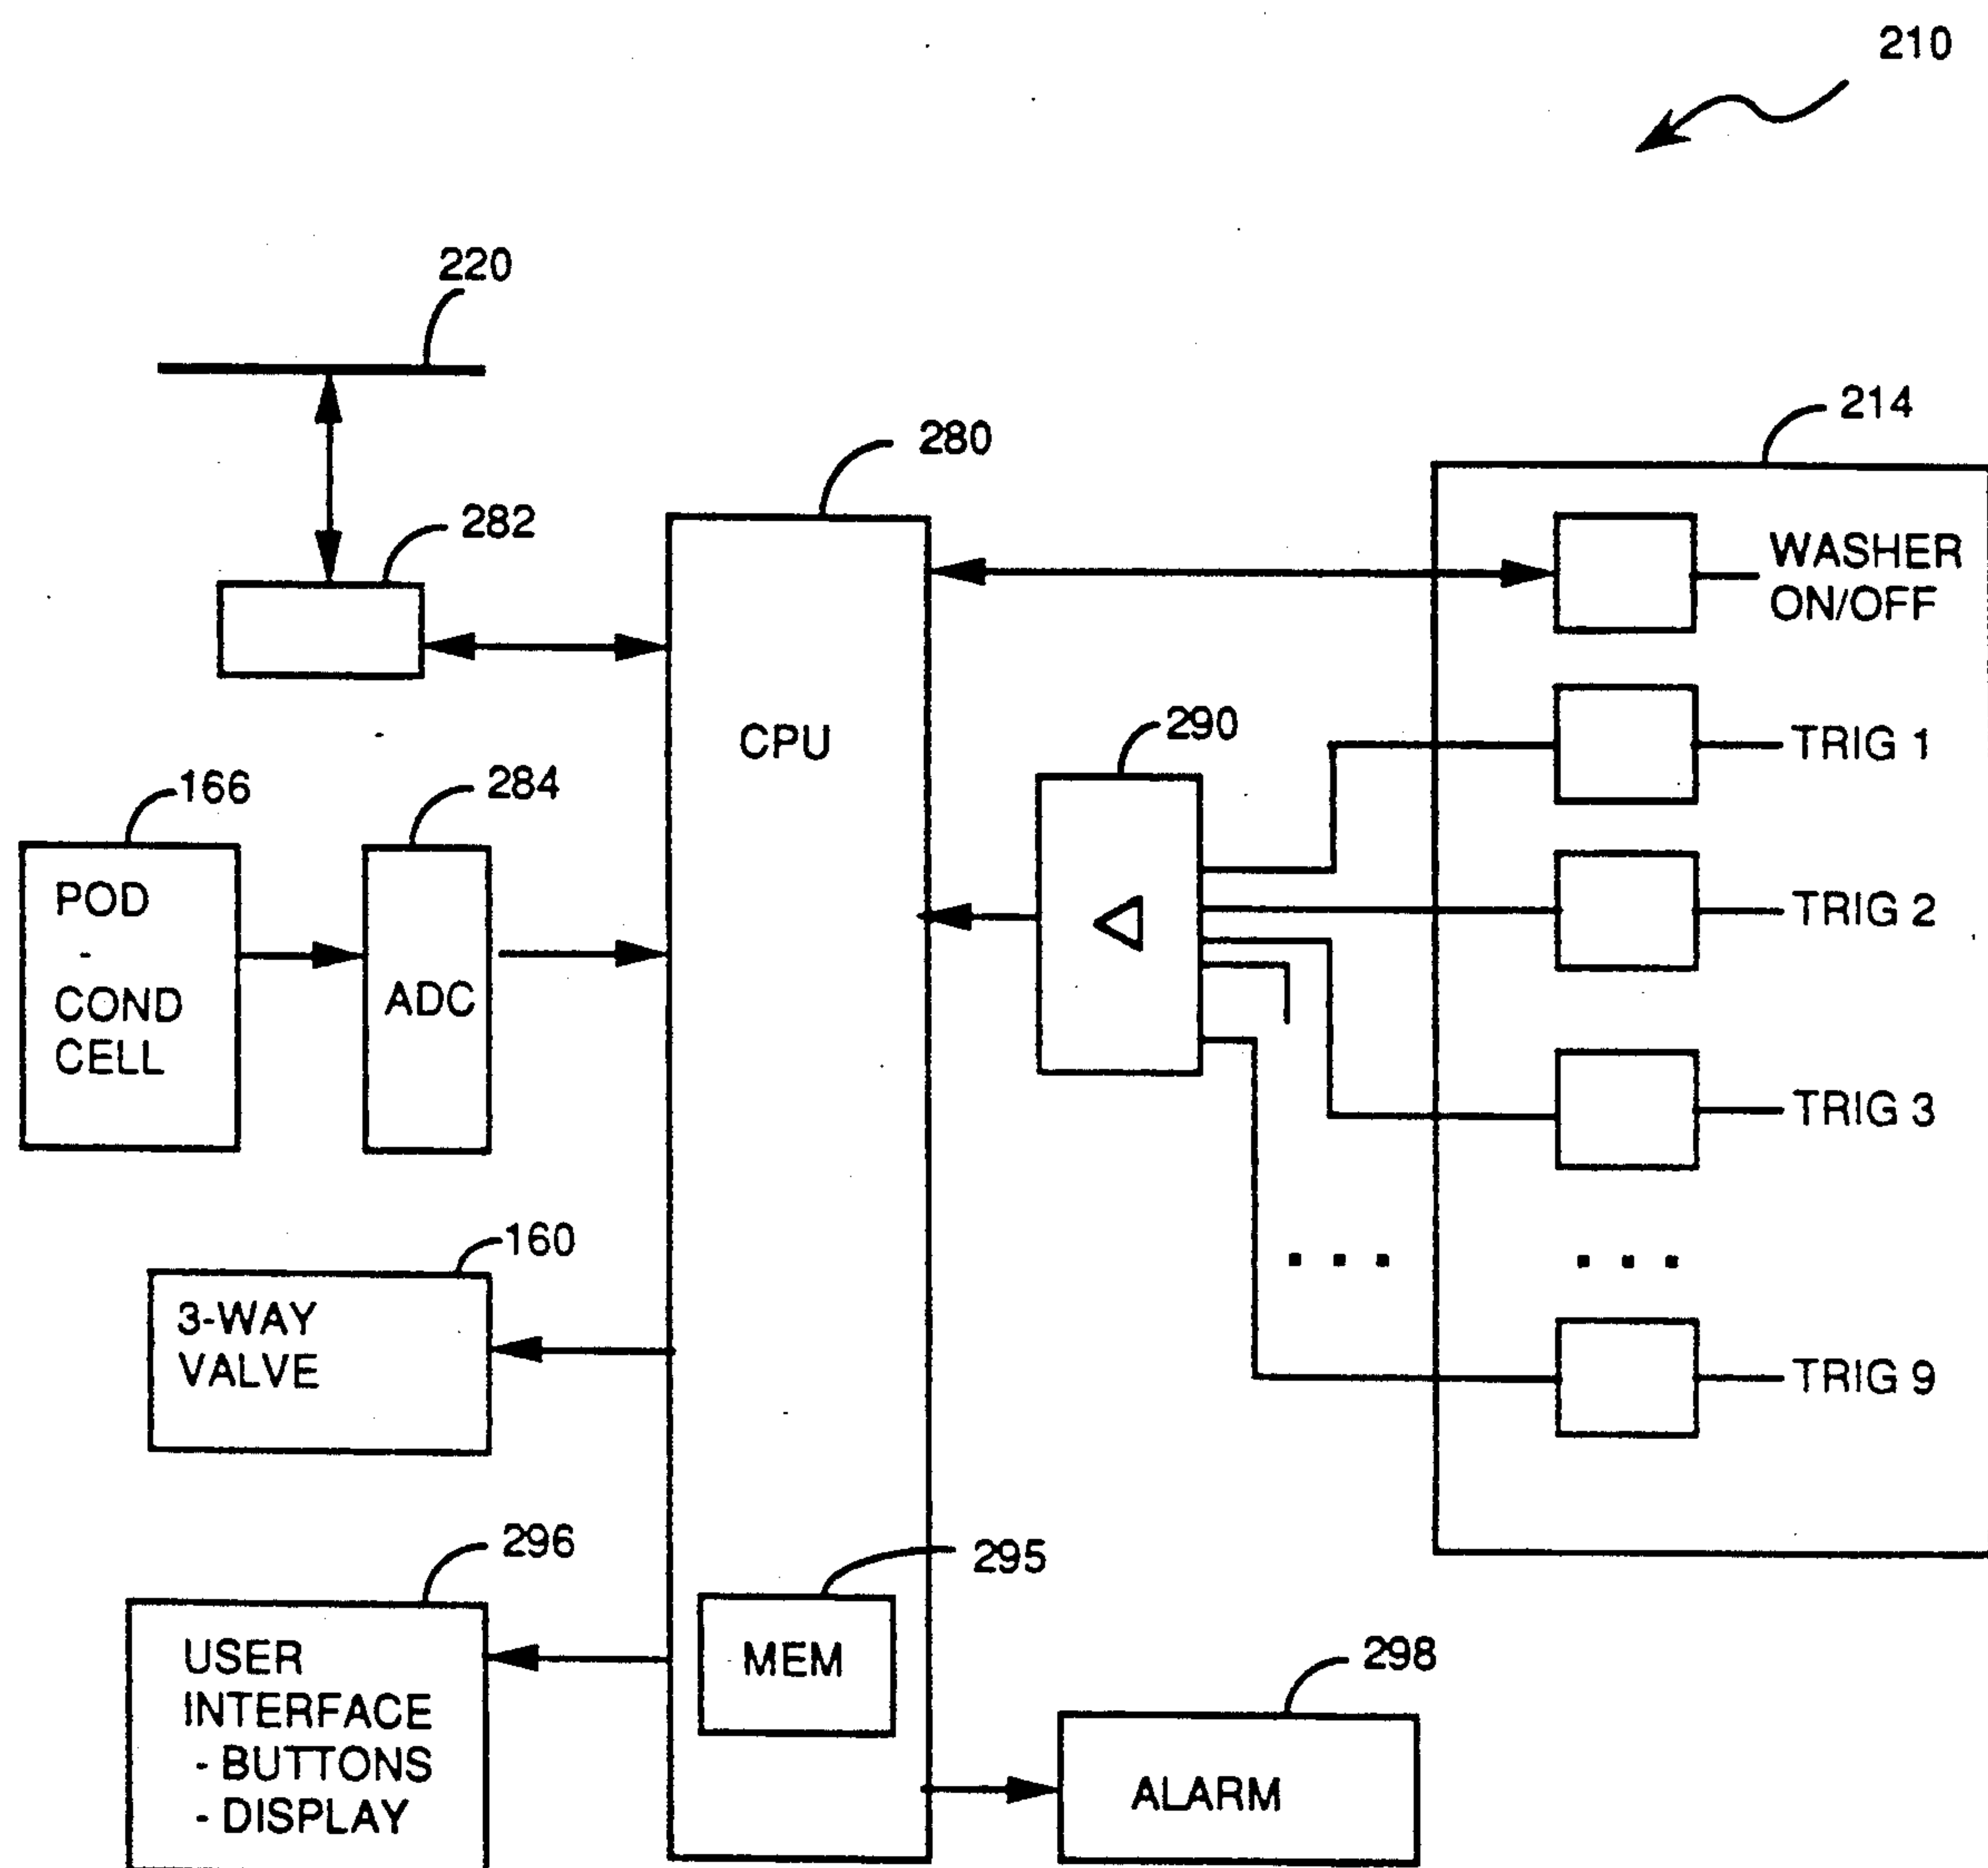 210
220
280
214
282
WASHER
ON/OFF
CPU
290
TRIG 1
166
284
POD
-
COND
CELL
ADC
TRIG 2
TRIG 3
160
3-WAY
VALVE
. . .
. . .
TRIG 9
296
295
USER
INTERFACE
- BUTTONS
- DISPLAY
MEM
298
ALARM